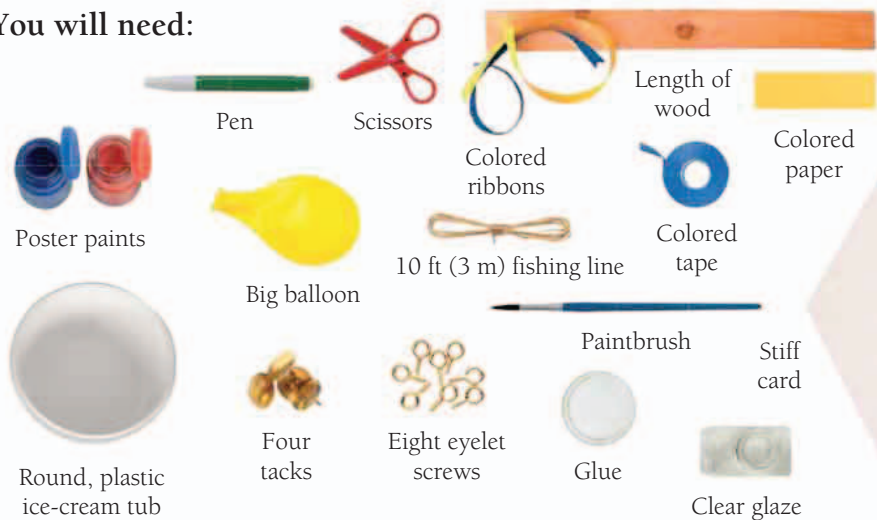 You will need:
Pen
Scissors
Colored
ribbons
Length of
wood
Colored
paper
Poster paints
Big balloon
10 ft (3 m) fishing line
Colored
tape
Paintbrush
Stiff
card
Round, plastic
ice-cream tub
Four
tacks
Eight eyelet
screws
Glue
Clear glaze